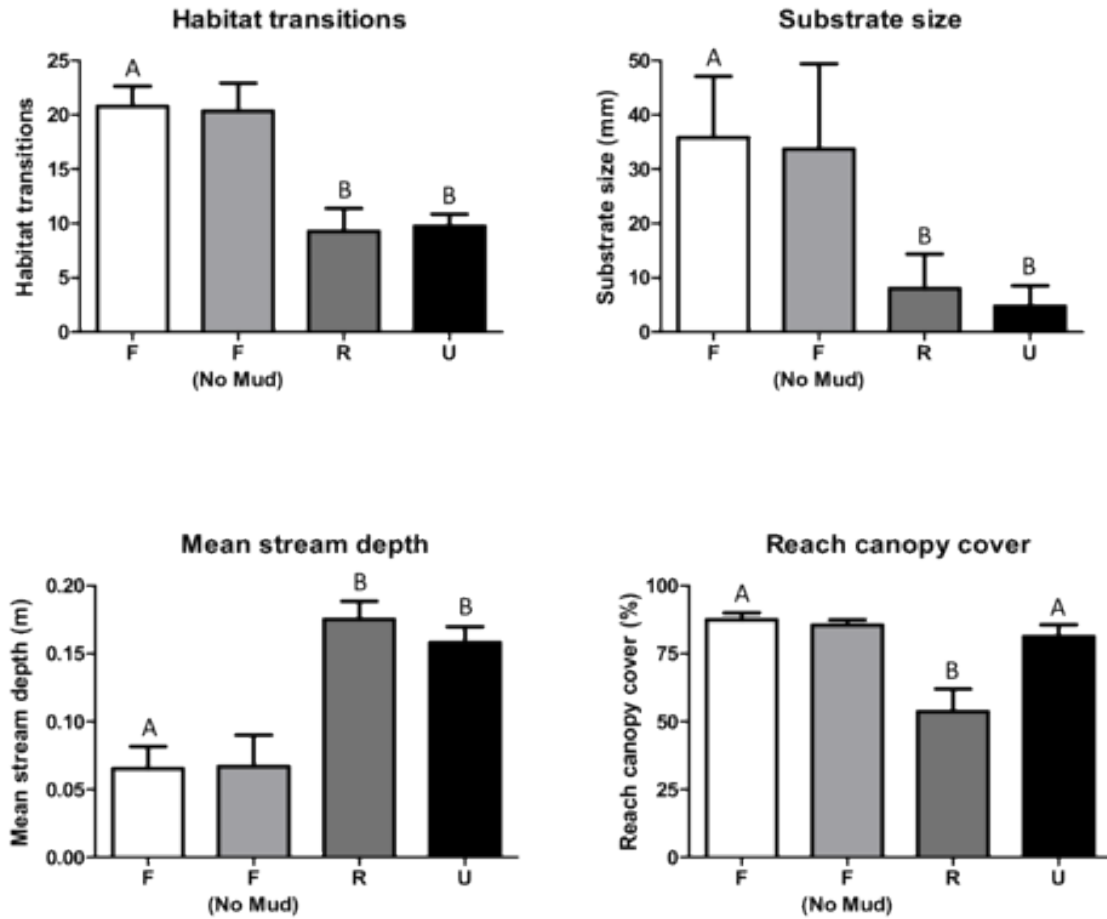 Habitat transitions
Habitat transitions
25
20
15
10
5
0
A
B
B
F
F
R
U
(No Mud)
Substrate size
Substrate size (mm)
50
40
30
20
10
0
A
B
B
F
F
R
U
(No Mud)
Mean stream depth
Mean stream depth (m)
0.20
0.15
0.10
0.05
0.00
A
B
B
F
F
R
U
(No Mud)
Reach canopy cover
Reach canopy cover (%)
100
75
50
25
0
A
B
A
F
F
R
U
(No Mud)